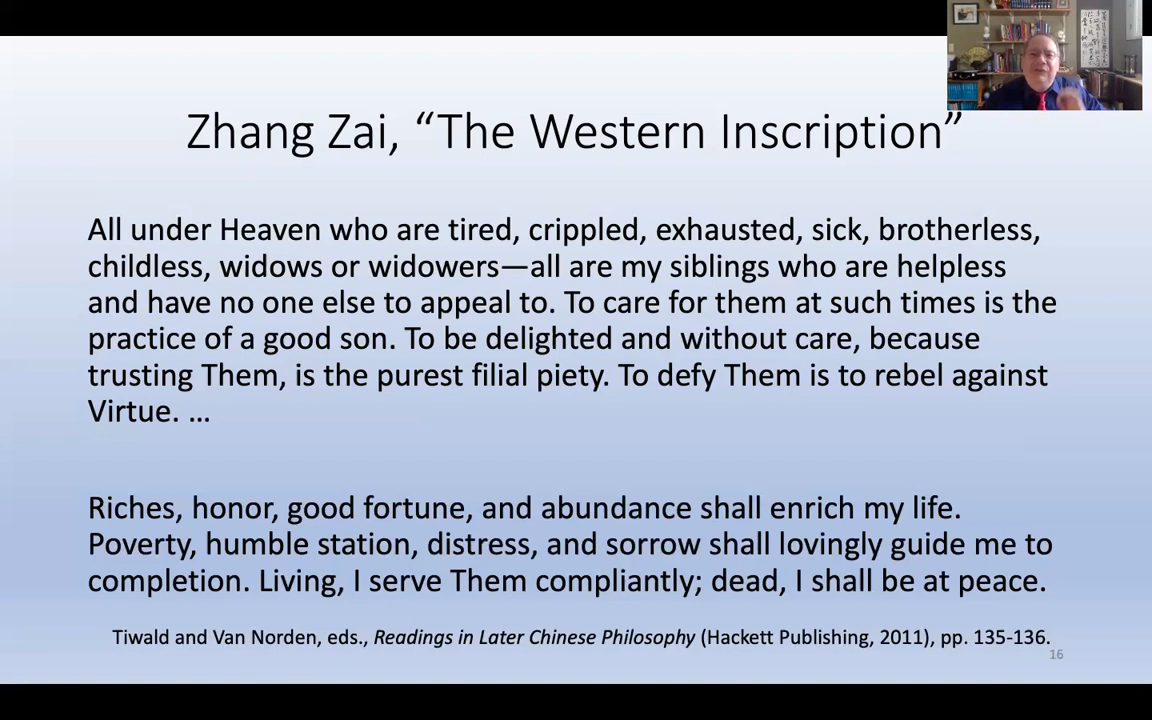 Zhang Zai, “The Western Inscription”
All under Heaven who are tired, crippled, exhausted, sick, brotherless,
childless, widows or widowers—all are my siblings who are helpless
and have no one else to appeal to. To care for them at such times is the
practice of a good son. To be delighted and without care, because
trusting Them, is the purest filial piety. To defy Them is to rebel against
Virtue. …
Riches, honor, good fortune, and abundance shall enrich my life.
Poverty, humble station, distress, and sorrow shall lovingly guide me to
completion. Living, I serve Them compliantly; dead, I shall be at peace.
Tiwald and Van Norden, eds., Readings in Later Chinese Philosophy (Hackett Publishing, 2011), pp. 135-136.
16